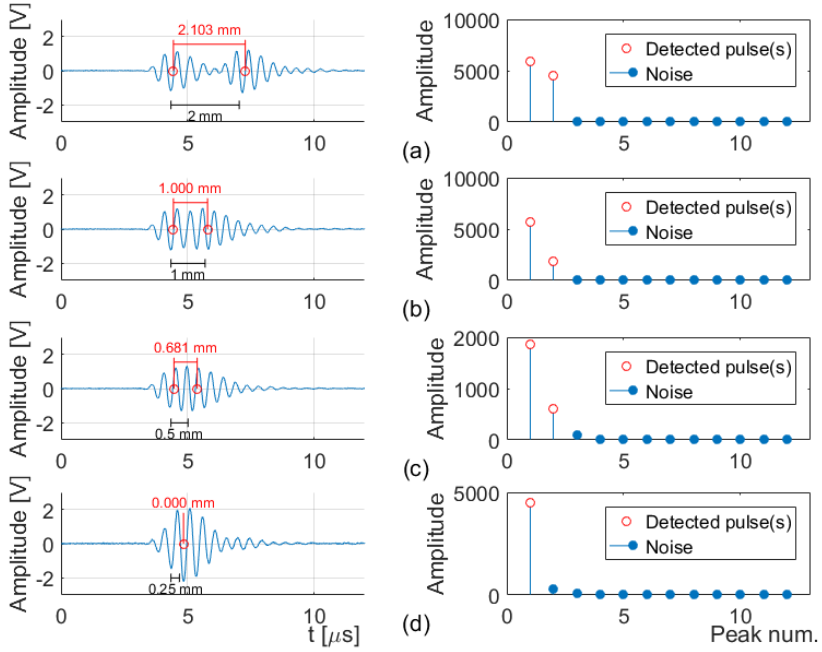 Amplitude [V]
2
0
-2
2.103 mm
2 mm
0
5
10
(a)
Amplitude
10000
5000
0
Detected pulse(s)
Noise
5
10
Amplitude [V]
2
0
-2
1.000 mm
1 mm
0
5
10
(b)
Amplitude
10000
5000
0
Detected pulse(s)
Noise
5
10
Amplitude [V]
2
0
-2
0.681 mm
0.5 mm
0
5
10
(c)
Amplitude
2000
1000
0
Detected pulse(s)
Noise
5
10
Amplitude [V]
2
0
-2
0.000 mm
0.25 mm
0
5
10
t [μs]
(d)
Amplitude
5000
0
Detected pulse(s)
Noise
0
5
10
Peak num.